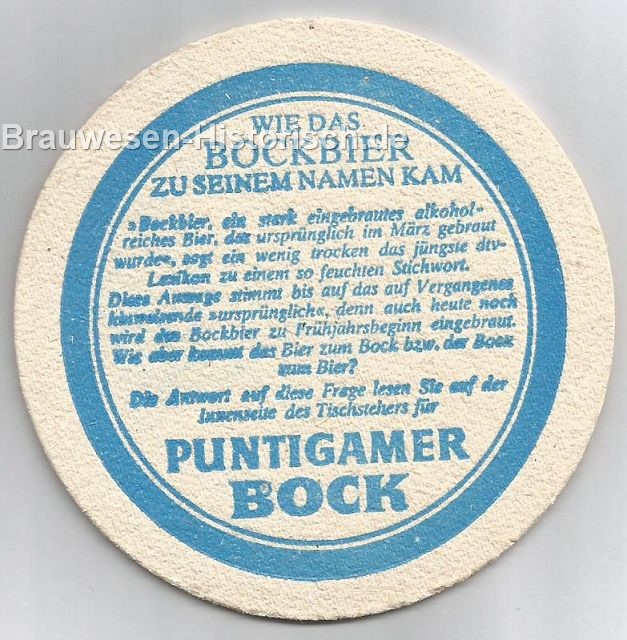 WIE DAS
BOCKBIER
ZU SEINEM NAMEN KAM
Brauwesen-Historisch.de
»Bockbier, ein stark eingebrautes alkohol-
reiches Bier, das ursprünglich im März gebraut
wurde«, sagt ein wenig trocken das jüngste dtv-
Lexikon zu einem so feuchten Stichwort.
Diese Aussage stimmt bis auf das auf Vergangenes
hinweisende »ursprünglich«, denn auch heute noch
wird das Bockbier zu Frühjahrsbeginn eingebraut.
Wie aber kommt das Bier zum Bock bzw. der Bock
zum Bier?
Die Antwort auf diese Frage lesen Sie auf der
Innenseite des Tischstehers für
PUNTIGAMER
BOCK